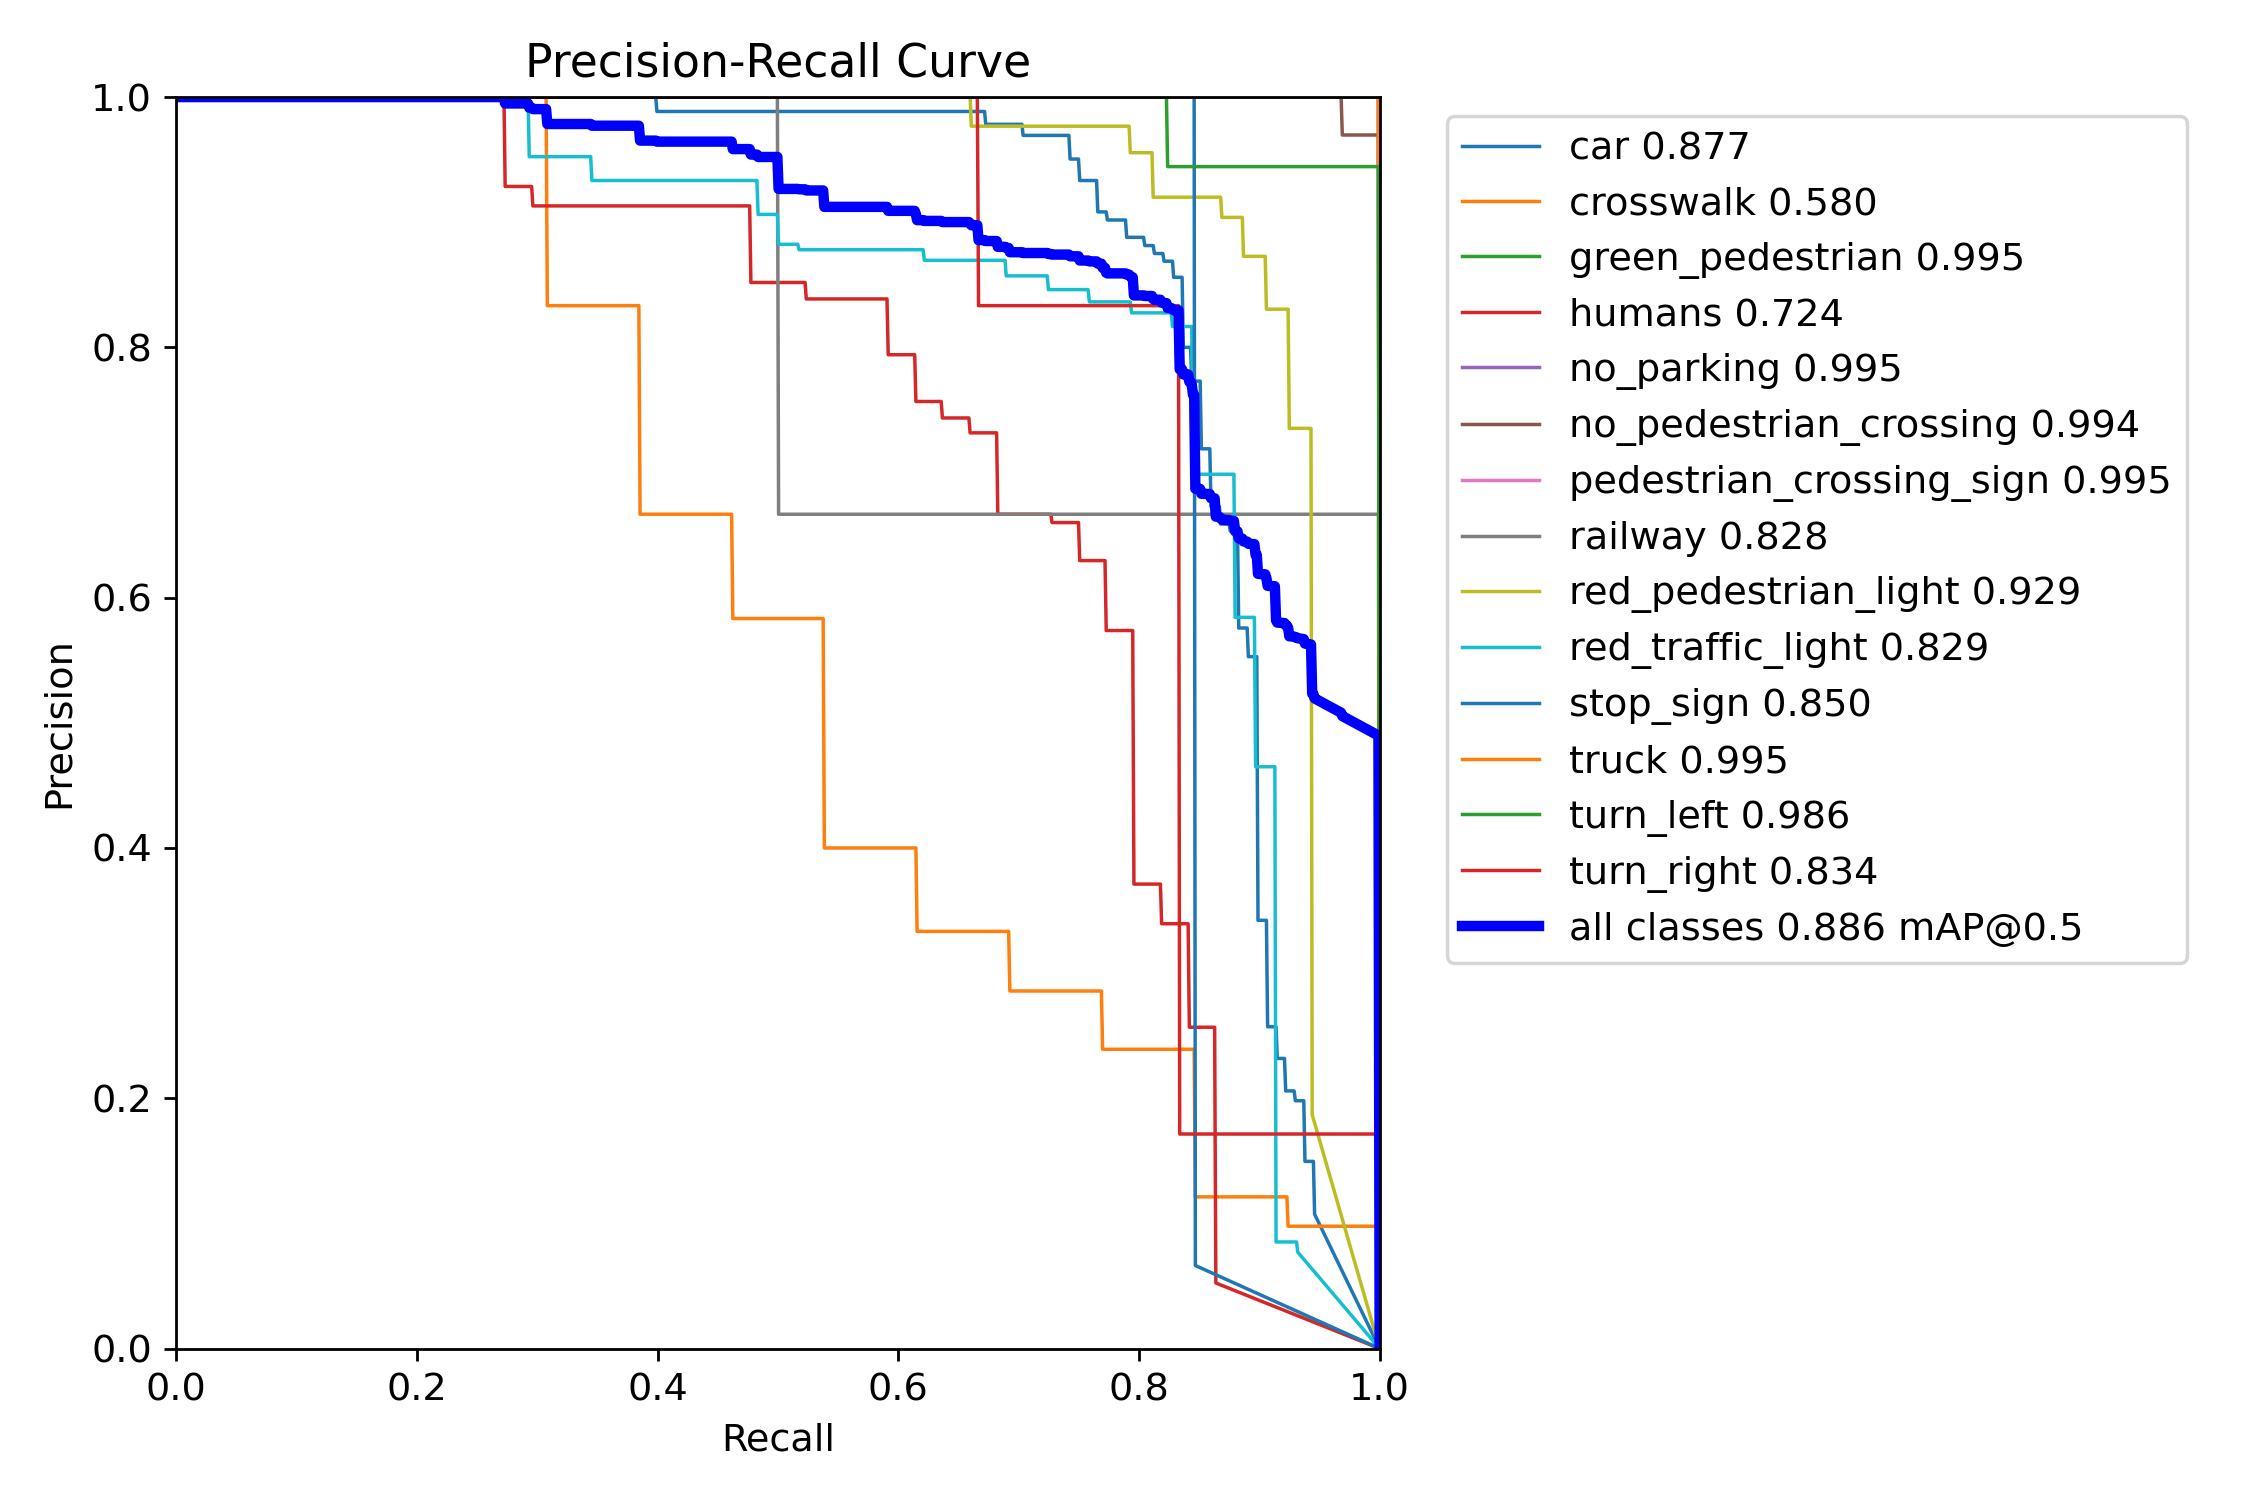 Precision-Recall Curve
1.0
0.8
0.6
0.4
0.2
0.0
Precision
0.0 0.2 0.4 0.6 0.8 1.0
Recall
car 0.877
crosswalk 0.580
green_pedestrian 0.995
humans 0.724
no_parking 0.995
no_pedestrian_crossing 0.994
pedestrian_crossing_sign 0.995
railway 0.828
red_pedestrian_light 0.929
red_traffic_light 0.829
stop_sign 0.850
truck 0.995
turn_left 0.986
turn_right 0.834
all classes 0.886 mAP@0.5